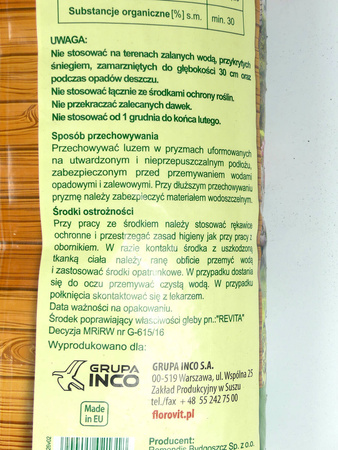 Substancje organiczne [%] s.m. min. 30
UWAGA:
Nie stosować na terenach zalanych wodą, przykrytych
śniegiem, zamarzniętych do głębokości 30 cm oraz
podczas opadów deszczu.
Nie stosować łącznie ze środkami ochrony roślin.
Nie przekraczać zalecanych dawek.
Nie stosować od 1 grudnia do końca lutego.
Sposób przechowywania
Przechowywać luzem w pryzmach uformowanych
na utwardzonym i nieprzepuszczalnym podłożu,
zabezpieczonym przed przemywaniem wodami
opadowymi i zalewowymi. Przy dłuższym przechowywaniu
pryzmę należy zabezpieczyć materiałem wodoszczelnym.
Środki ostrożności
Przy pracy ze środkiem należy stosować rękawice
ochronne i przestrzegać zasad higieny jak przy pracy z
obornikiem. W razie kontaktu środka z uszkodzoną
tkanką ciała należy ranę obficie przemyć wodą
i zastosować środki opatrunkowe. W przypadku dostania
się do oczu przemywać czystą wodą. W przypadku
połknięcia skontaktować się z lekarzem.
Data ważności na opakowaniu.
Środek poprawiający właściwości gleby pn.:"REVITA"
Decyzja MRiRW nr G-615/16
Wyprodukowano dla:
GRUPA
INCO
GRUPA INCO S.A.
00-519 Warszawa, ul. Wspólna 25
Zakład Produkcyjny w Suszu
tel./fax + 48 55 242 75 00
florovit.pl
Made
in EU
Producent:
Remondis Bydgoszcz Sp. z o.o.